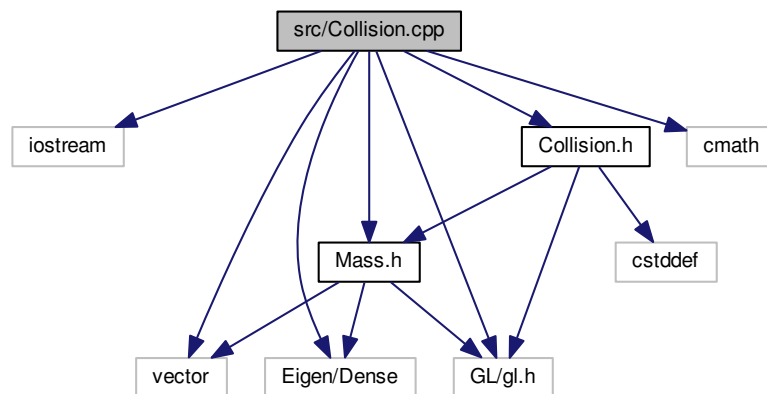 src/Collision.cpp
iostream
Collision.h
cmath
Mass.h
cstddef
vector
Eigen/Dense
GL/gl.h